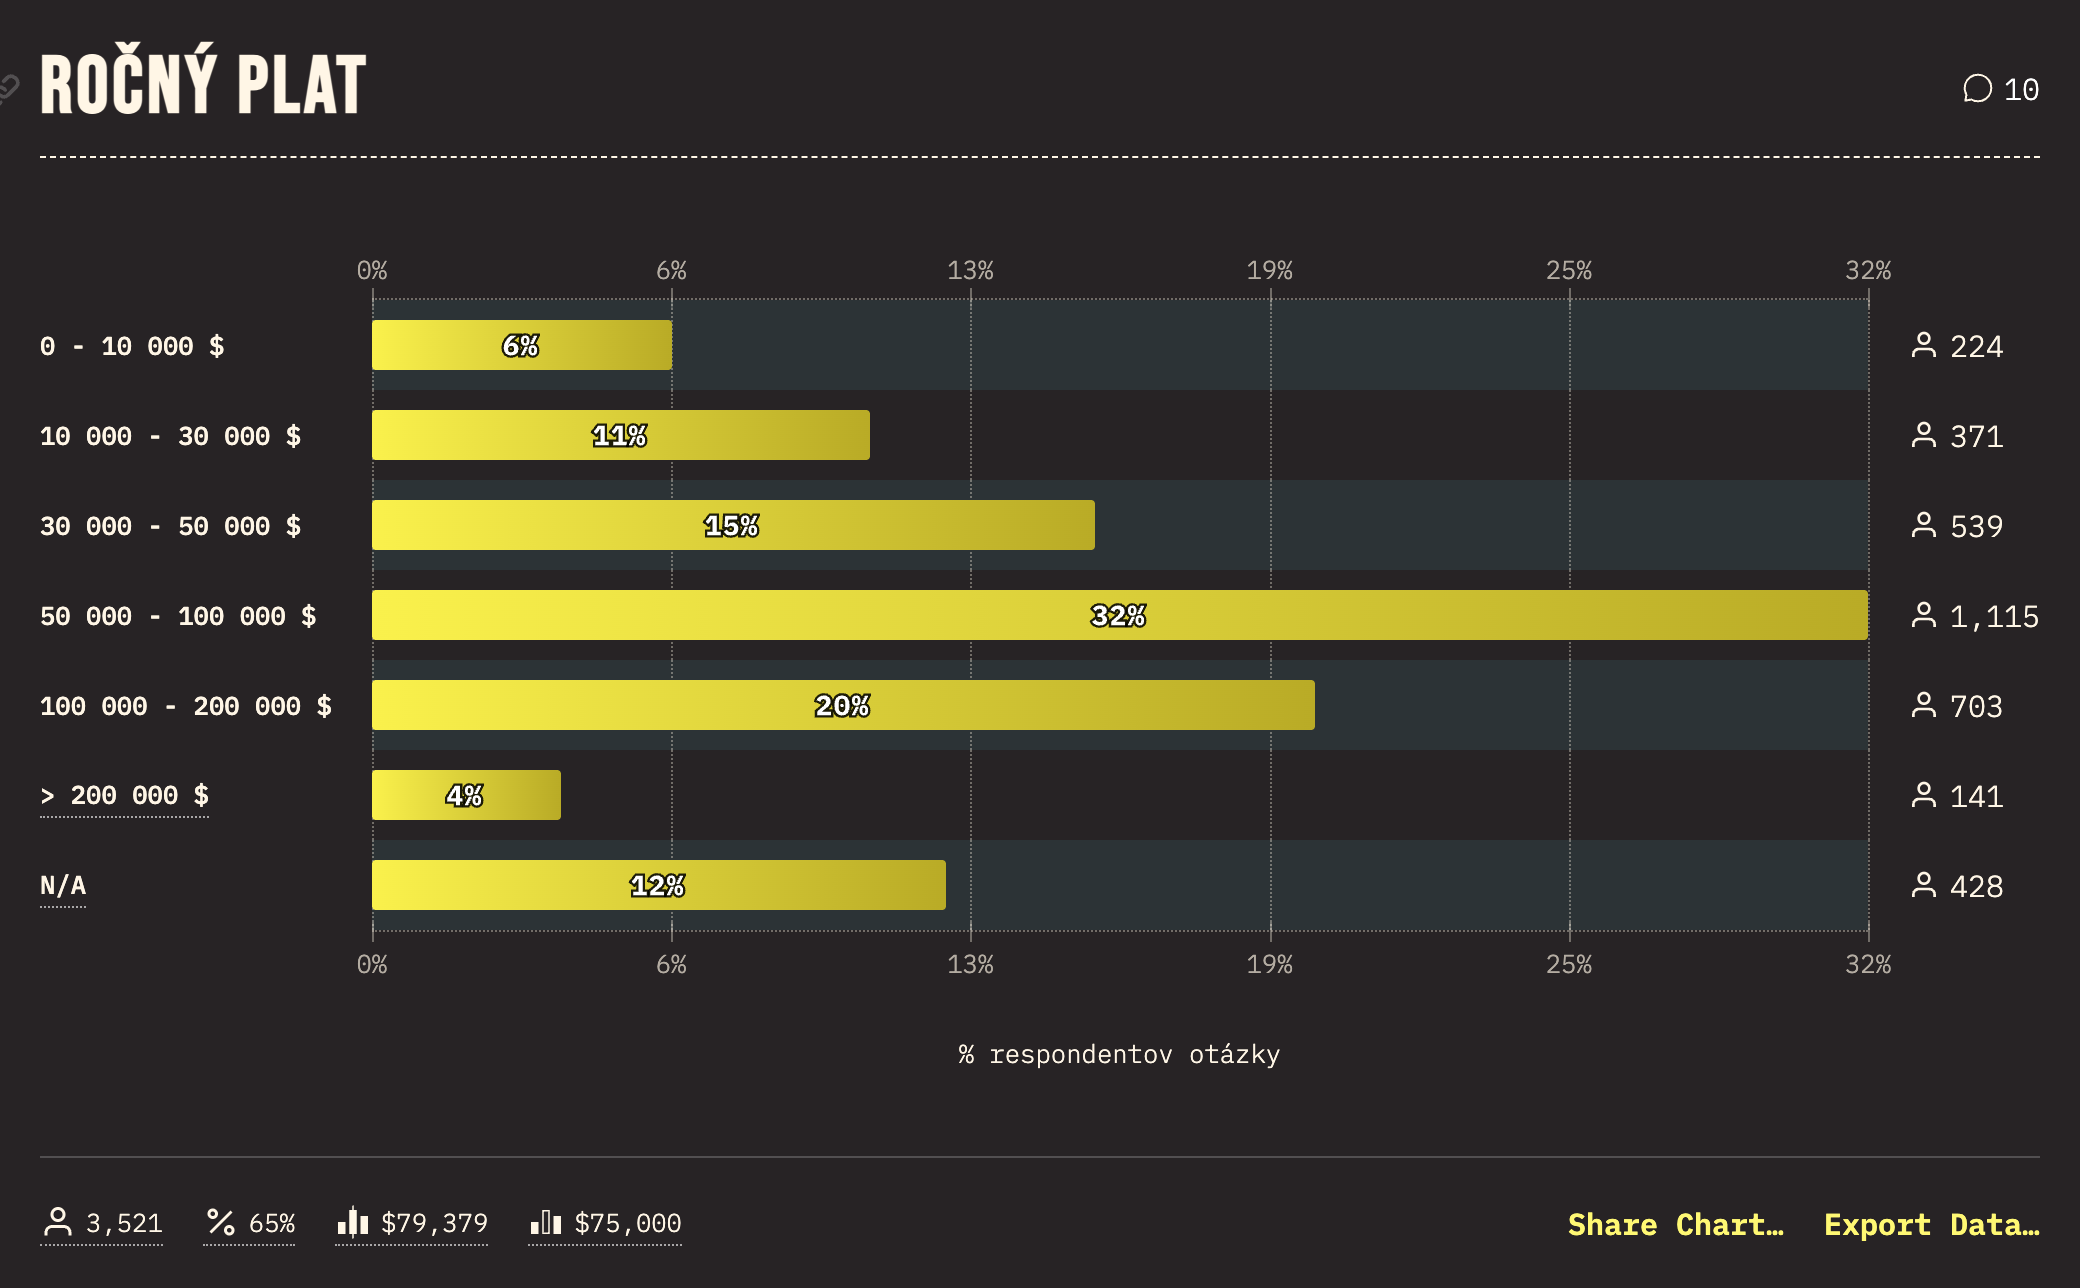 ROČNÝ PLAT
10
0% 6% 13% 19% 25% 32%
0 - 10 000 $ 6% 224
10 000 - 30 000 $ 11% 371
30 000 - 50 000 $ 15% 539
50 000 - 100 000 $ 32% 1,115
100 000 - 200 000 $ 20% 703
> 200 000 $ 4% 141
N/A 12% 428
0% 6% 13% 19% 25% 32%
% respondentov otázky
3,521 65% $79,379 $75,000 Share Chart… Export Data…